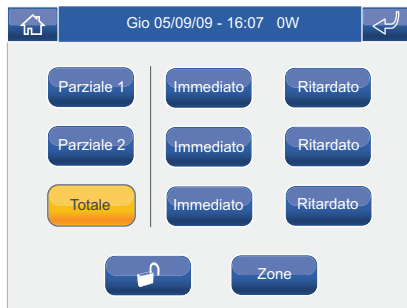 Gio 05/09/09 - 16:07 0W
Parziale 1 Immediato Ritardato
Parziale 2 Immediato Ritardato
Totale Immediato Ritardato
Zone